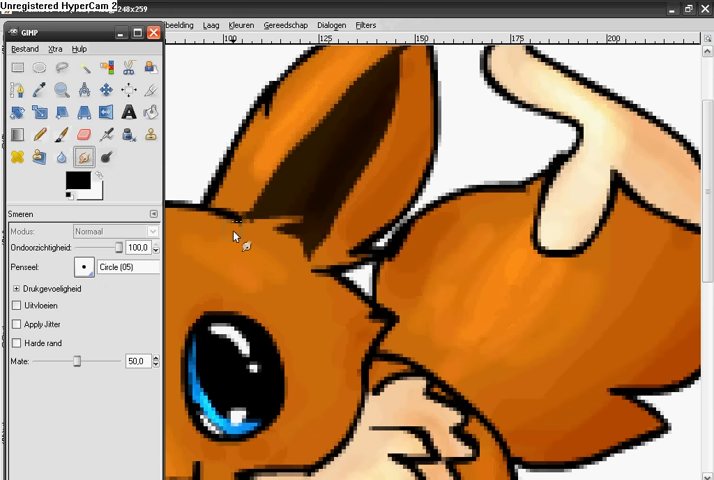 Unregistered HyperCam 2
248x259
GIMP
beelding Laag Kleuren Gereedschap Dialogen Filters
Bestand Xtra Hulp
100 125 150 175 200
Smeren
Modus: Normaal
Ondoorzichtigheid: 100,0
Penseel: Circle (05)
Drukgevoeligheid
Uitvloeien
Apply Jitter
Harde rand
Mate: 50,0